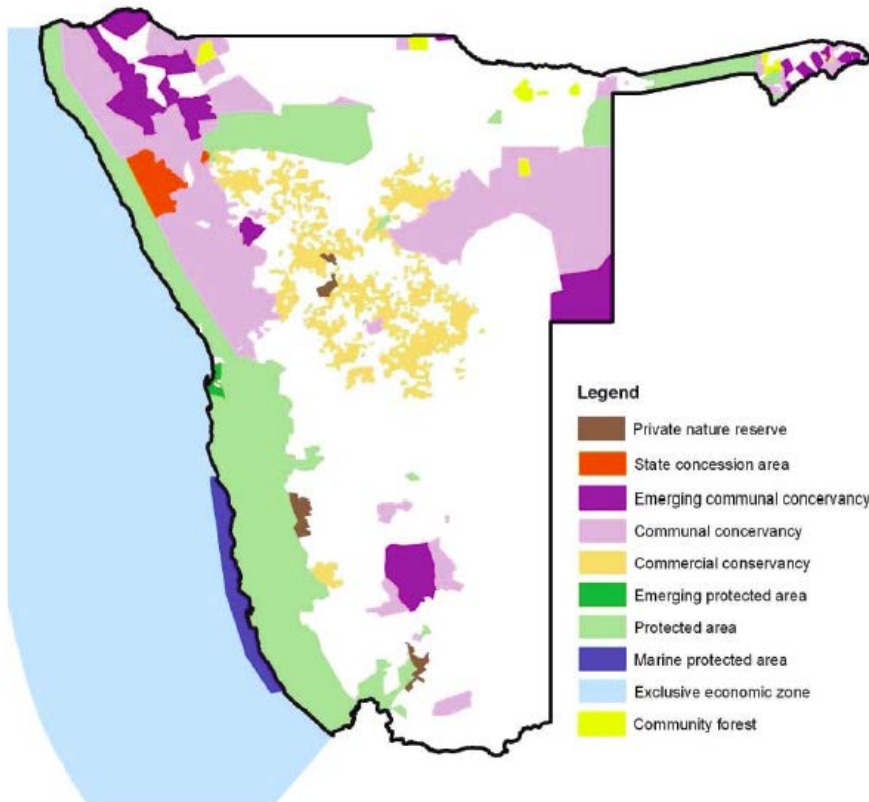 Legend
Private nature reserve
State concession area
Emerging communal concervancy
Communal concervancy
Commercial conservancy
Emerging protected area
Protected area
Marine protected area
Exclusive economic zone
Community forest